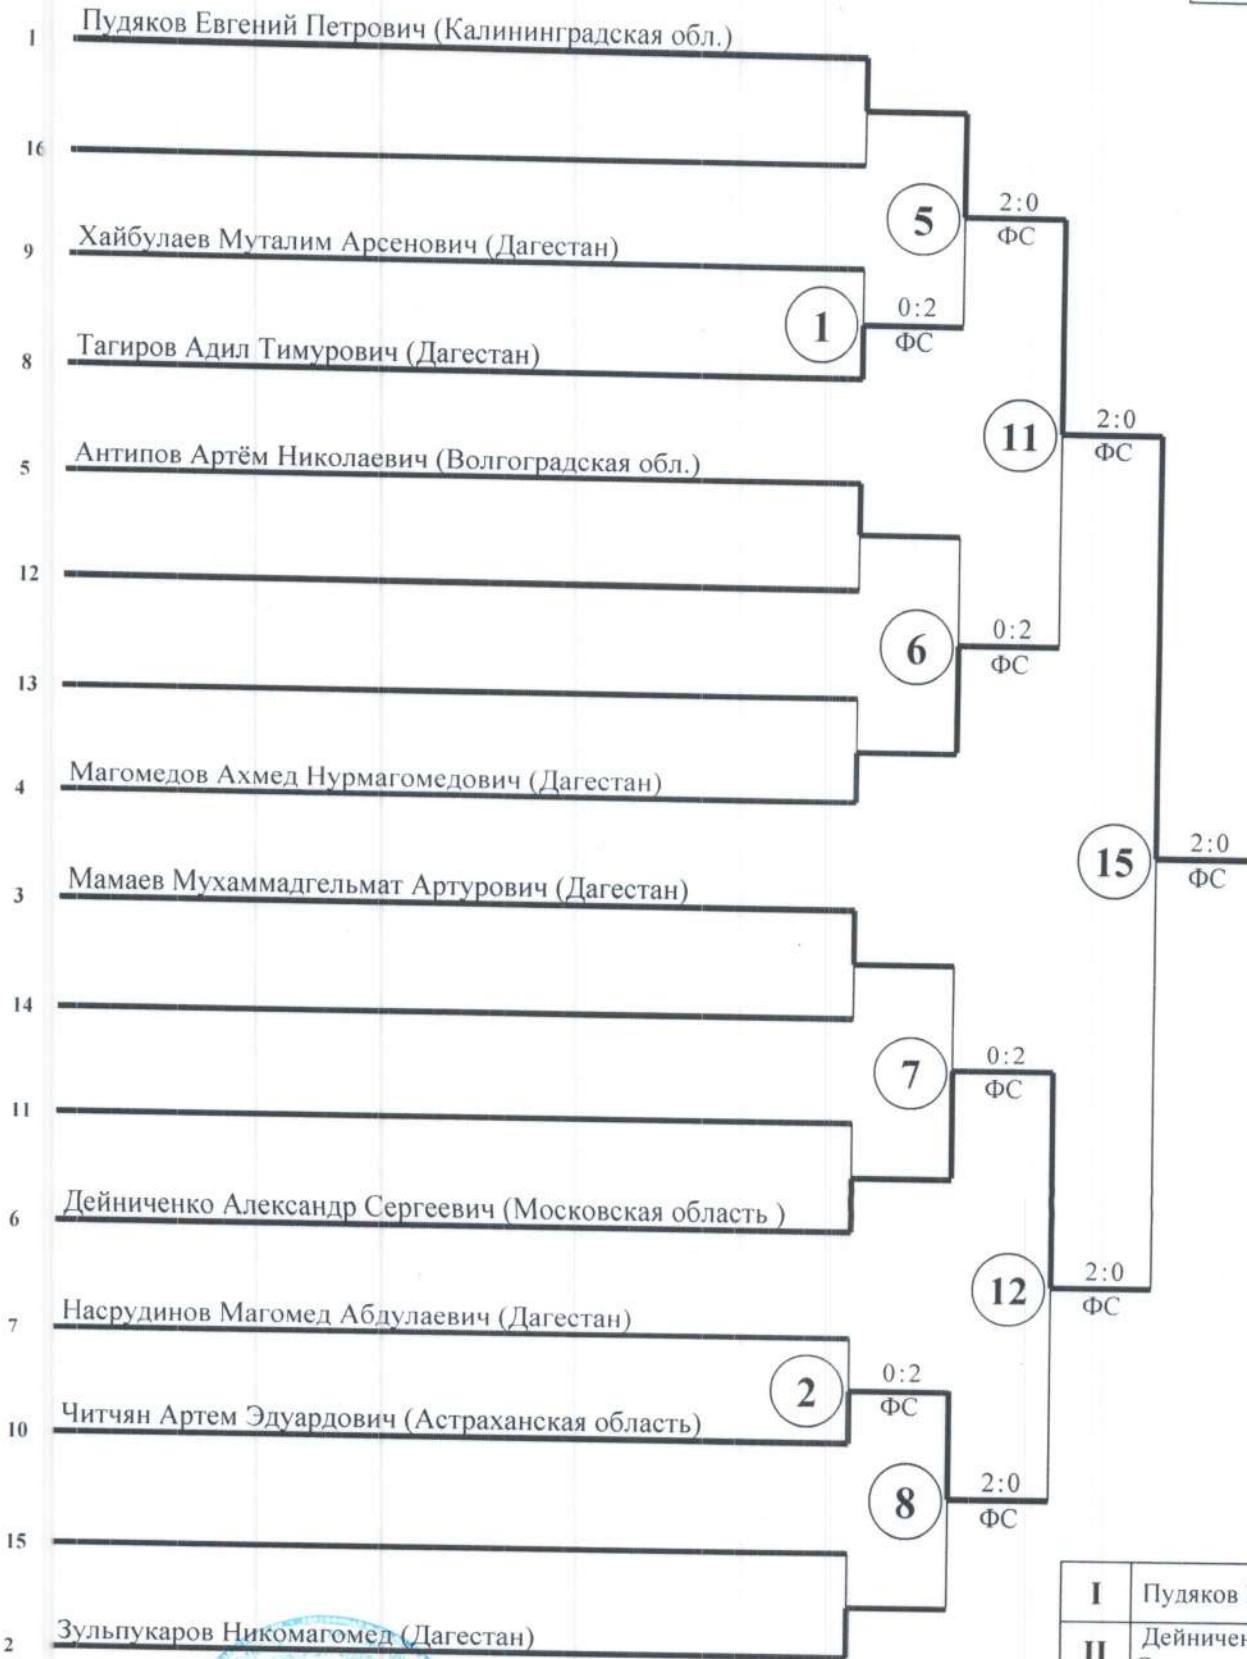 1 Пудяков Евгений Петрович (Калининградская обл.)
16
5 2:0
ФС
9 Хайбулаев Муталим Арсенович (Дагестан)
1 0:2
ФС
8 Тагиров Адил Тимурович (Дагестан)
11 2:0
ФС
5 Антипов Артём Николаевич (Волгоградская обл.)
12
6 0:2
ФС
13
4 Магомедов Ахмед Нурмагомедович (Дагестан)
15 2:0
ФС
3 Мамаев Мухаммадгельмат Артурович (Дагестан)
14
7 0:2
ФС
11
6 Дейниченко Александр Сергеевич (Московская область )
12 2:0
ФС
7 Насрудинов Магомед Абдулаевич (Дагестан)
2 0:2
ФС
10 Читчян Артем Эдуардович (Астраханская область)
8 2:0
ФС
15
I Пудяков
2 Зульпукаров Никомагомед (Дагестан)
II Дейничен